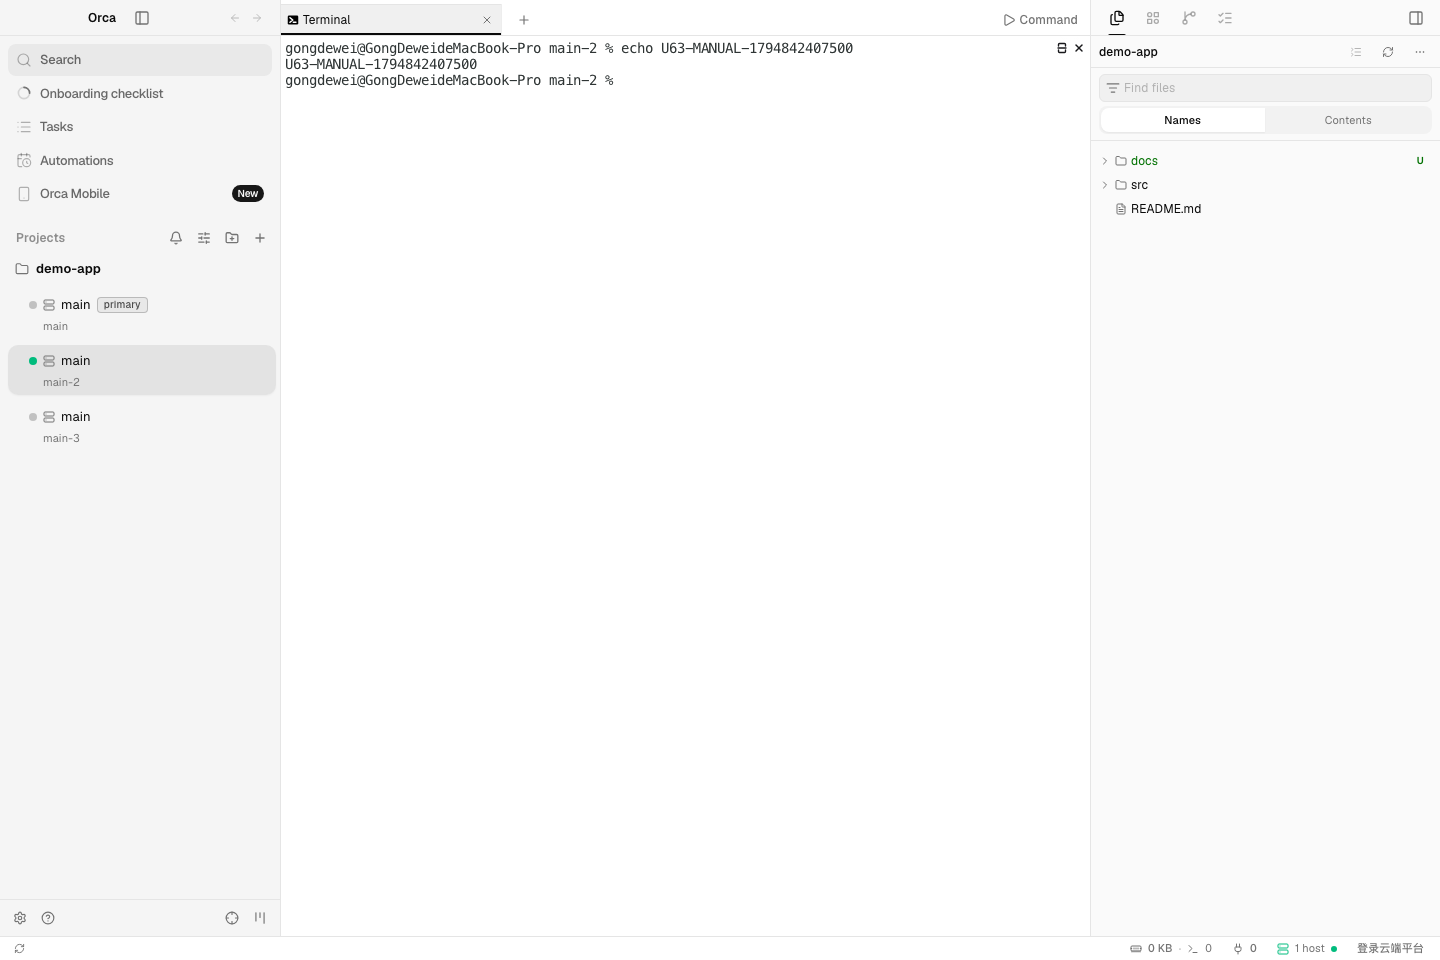 Orca
Search
Onboarding checklist
Tasks
Automations
Orca Mobile New
Projects
demo-app
main primary
main
main
main-2
main
main-3
Terminal
Command
gongdewei@GongDeweideMacBook-Pro main-2 % echo U63-MANUAL-1794842407500
U63-MANUAL-1794842407500
gongdewei@GongDeweideMacBook-Pro main-2 %
demo-app
Find files
Names Contents
docs U
src
README.md
0 KB · 0 0 1 host 登录云端平台